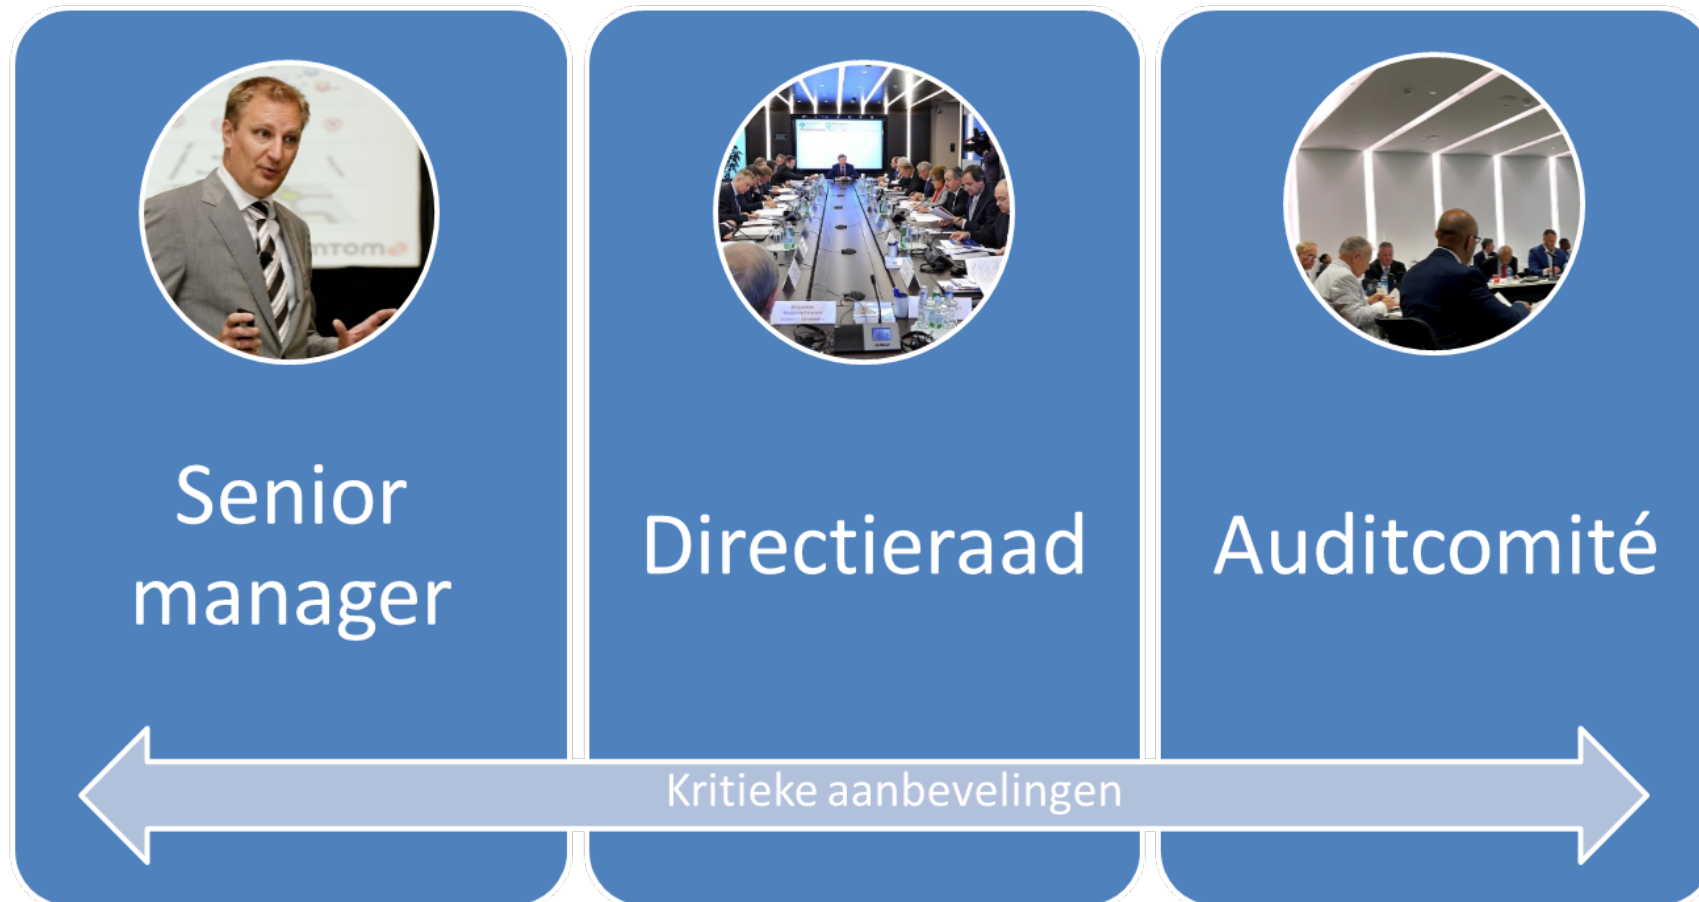 Senior
manager
Directieraad
Auditcomité
Kritieke aanbevelingen